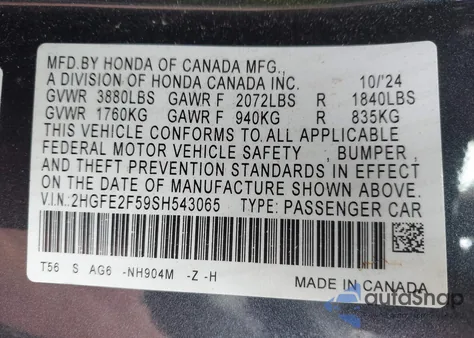 MFD.BY HONDA OF CANADA MFG.,
A DIVISION OF HONDA CANADA INC. 10/'24
GVWR 3880LBS GAWR F 2072LBS R 1840LBS
GVWR 1760KG GAWR F 940KG R 835KG
THIS VEHICLE CONFORMS TO ALL APPLICABLE
FEDERAL MOTOR VEHICLE SAFETY , BUMPER,
AND THEFT PREVENTION STANDARDS IN EFFECT
ON THE DATE OF MANUFACTURE SHOWN ABOVE.
V.I.N.:2HGFE2F59SH543065 TYPE: PASSENGER CAR
T56 S AG6 -NH904M -Z -H
MADE IN CANADA
autoShop